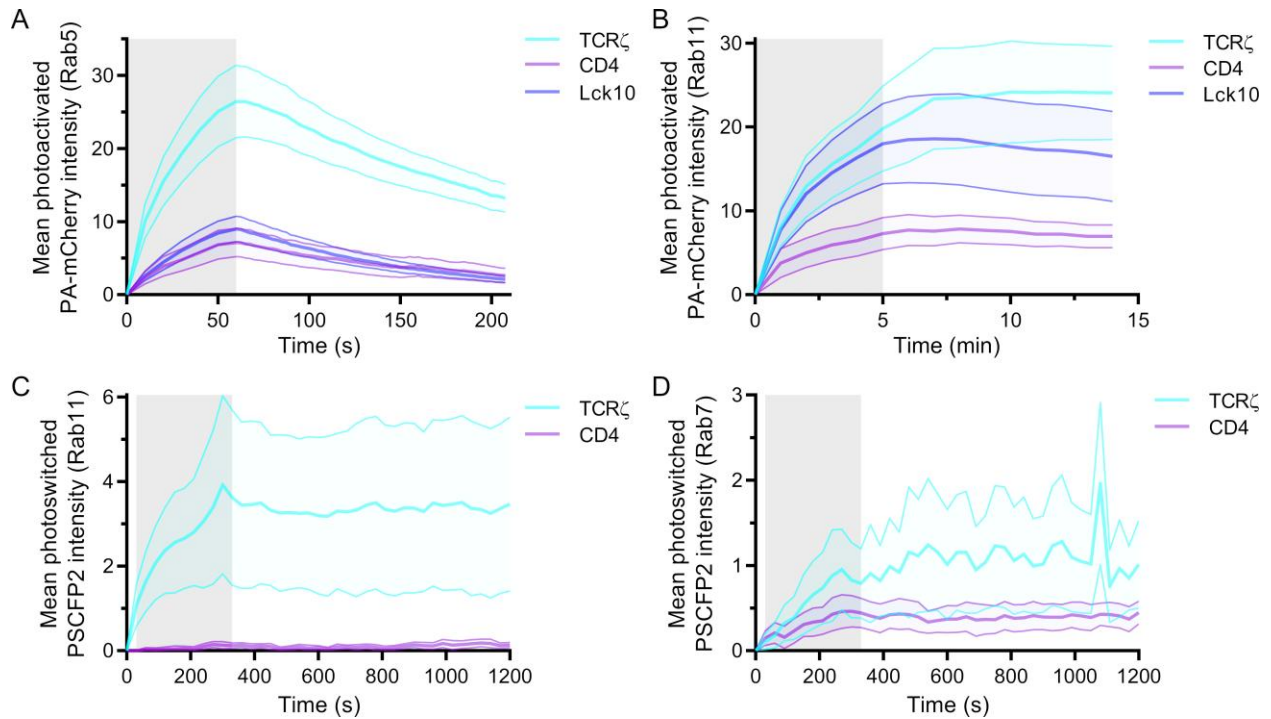 A
Mean photoactivated
PA-mCherry intensity (Rab5)
30
20
10
0
0
50
100
150
200
Time (s)
TCRζ
CD4
Lck10
B
Mean photoactivated
PA-mCherry intensity (Rab11)
30
20
10
0
0
5
10
15
Time (min)
TCRζ
CD4
Lck10
C
Mean photoswitched
PSCFP2 intensity (Rab11)
6
4
2
0
0
200
400
600
800
1000
1200
Time (s)
TCRζ
CD4
D
Mean photoswitched
PSCFP2 intensity (Rab7)
3
2
1
0
0
200
400
600
800
1000
1200
Time (s)
TCRζ
CD4